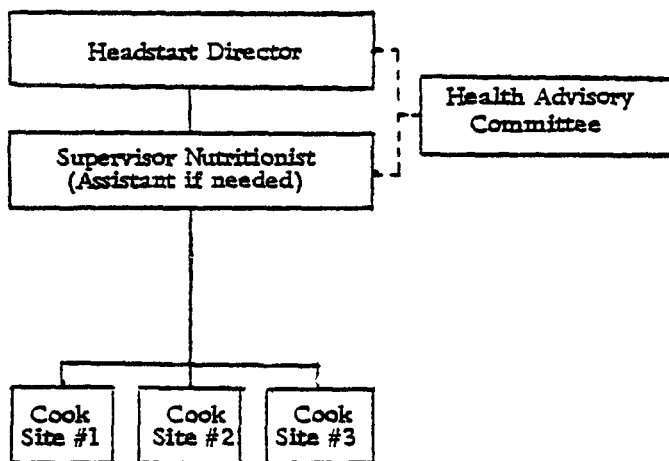 Headstart Director
Health Advisory
Committee
Supervisor Nutritionist
(Assistant if needed)
Cook
Site #1
Cook
Site #2
Cook
Site #3